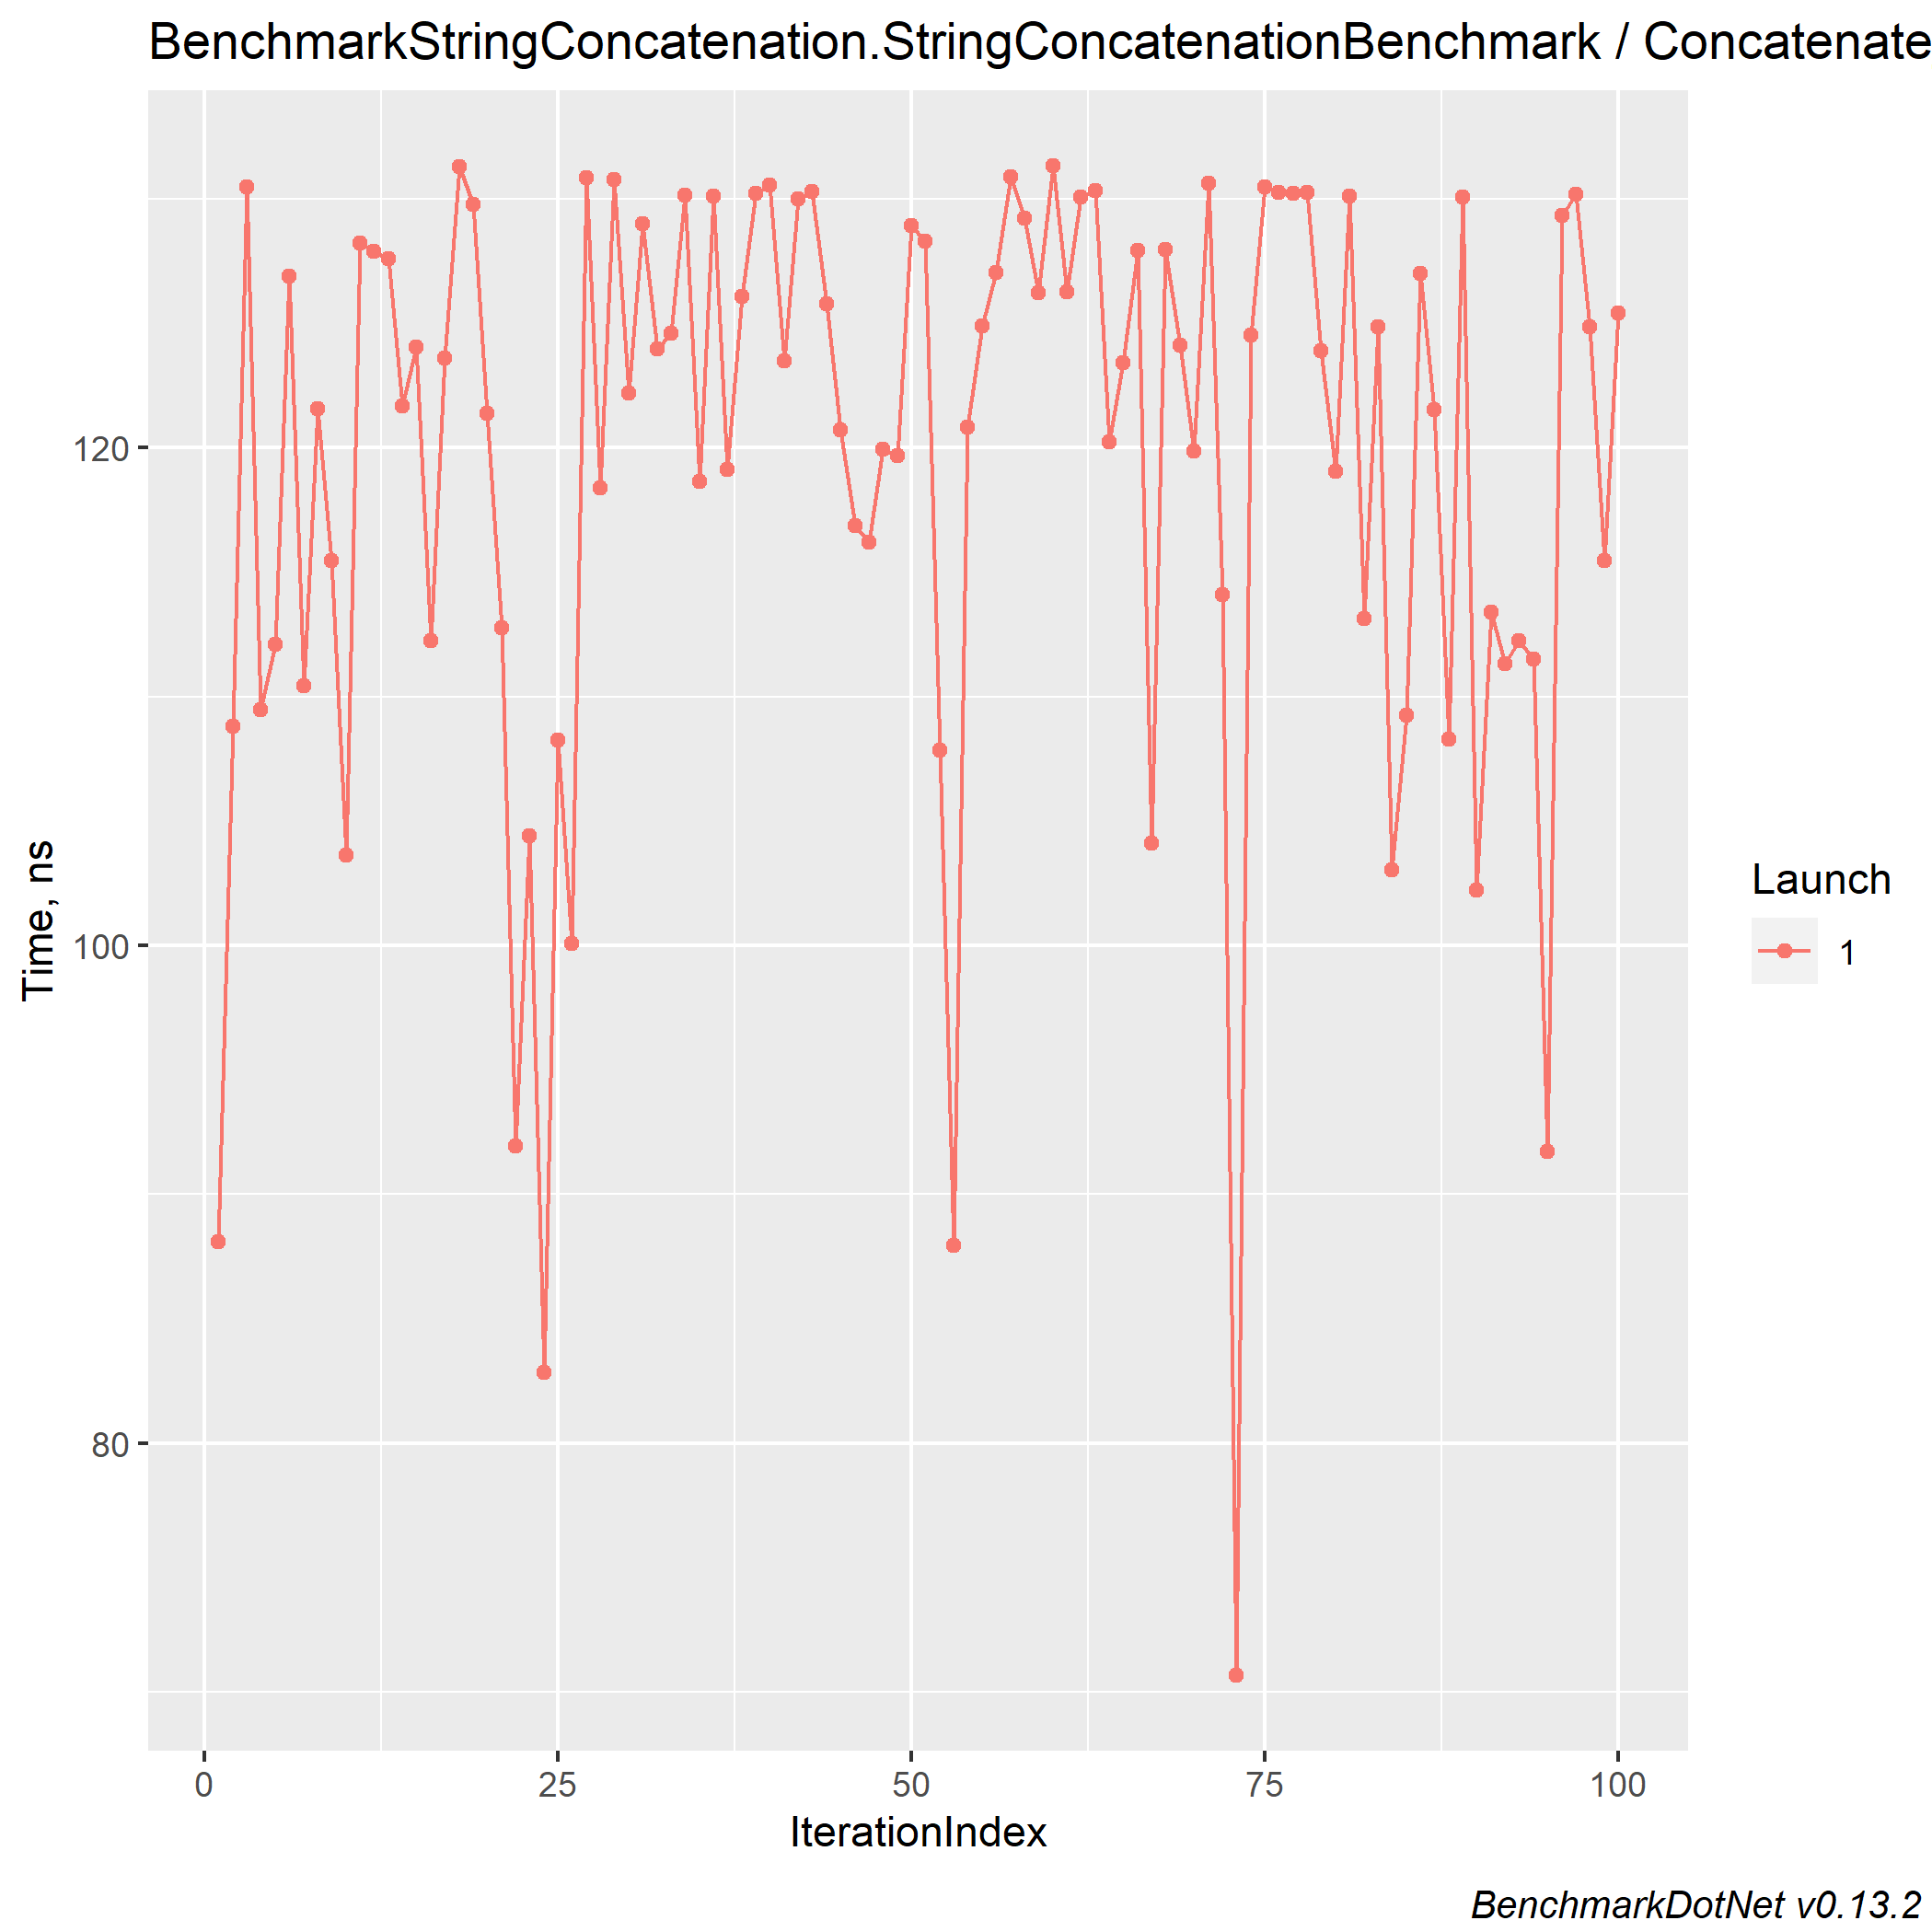 BenchmarkStringConcatenation.StringConcatenationBenchmark / Concatenate
120
100
80
Time, ns
0 25 50 75 100
IterationIndex
Launch
1
BenchmarkDotNet v0.13.2